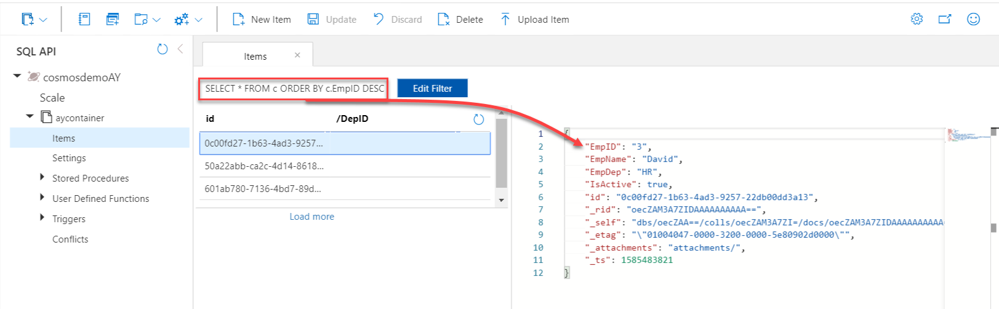 New Item
Update
Discard
Delete
Upload Item
SQL API
cosmosdemoAY
Scale
aycontainer
Items
Settings
Stored Procedures
User Defined Functions
Triggers
Conflicts
Items
SELECT * FROM c ORDER BY c.EmpID DESC
Edit Filter
id /DepID
0c00fd27-1b63-4ad3-9257...
50a22abb-ca2c-4d14-8618...
601ab780-7136-4bd7-89d...
Load more
1 {
2 "EmpID": "3",
3 "EmpName": "David",
4 "EmpDep": "HR",
5 "IsActive": true,
6 "id": "0c00fd27-1b63-4ad3-9257-22db00dd3a13",
7 "_rid": "oecZAM3A7ZIDAAAAAAAAAA==",
8 "_self": "dbs/oecZAA==/colls/oecZAM3A7ZI=/docs/oecZAM3A7ZIDAAAAAAAAAA=
9 "_etag": "\"01004047-0000-3200-0000-5e80902d0000\"",
10 "_attachments": "attachments/",
11 "_ts": 1585483821
12 }